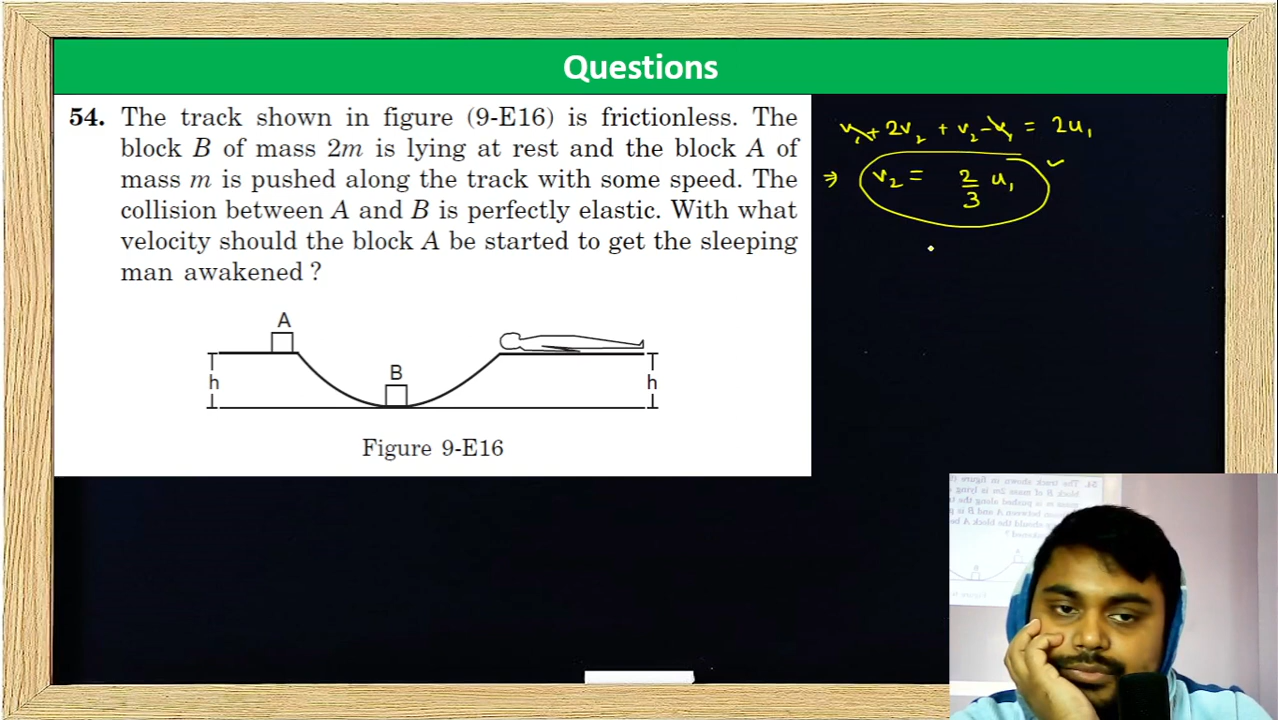 Questions
54. The track shown in figure (9-E16) is frictionless. The
block B of mass 2m is lying at rest and the block A of
mass m is pushed along the track with some speed. The
collision between A and B is perfectly elastic. With what
velocity should the block A be started to get the sleeping
man awakened ?
A
B
h
h
Figure 9-E16
v₁ + 2v₂ + v₂ - v₁ = 2u₁
⇒ v₂ = 2/3 u₁ ✓